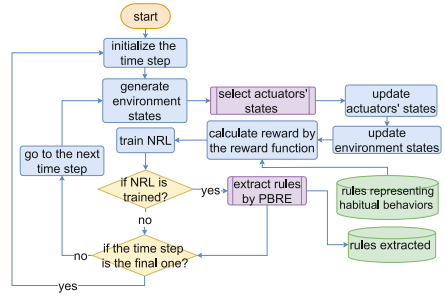 start
initialize the
time step
generate
environment
states
select actuators'
states
update
actuators' states
update
environment states
calculate reward by
the reward function
train NRL
go to the next
time step
if NRL is
trained?
yes
extract rules
by PBRE
rules representing
habitual behaviors
rules extracted
no
if the time step
is the final one?
no
yes